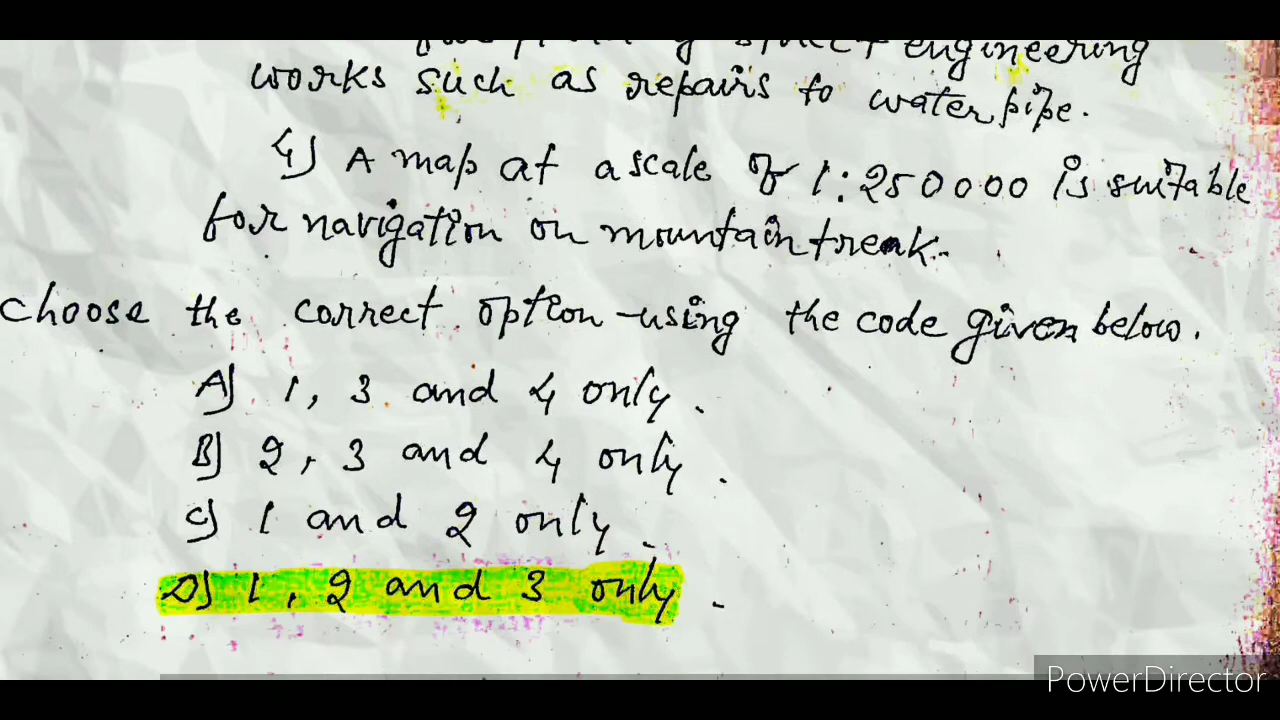 engineering
works such as repairs to water pipe.
4) A map at a scale of 1:250000 is suitable
for navigation on mountain treak.
choose the correct option using the code given below.
A) 1, 3 and 4 only.
B) 2, 3 and 4 only.
C) 1 and 2 only.
D) 1, 2 and 3 only.
PowerDirector